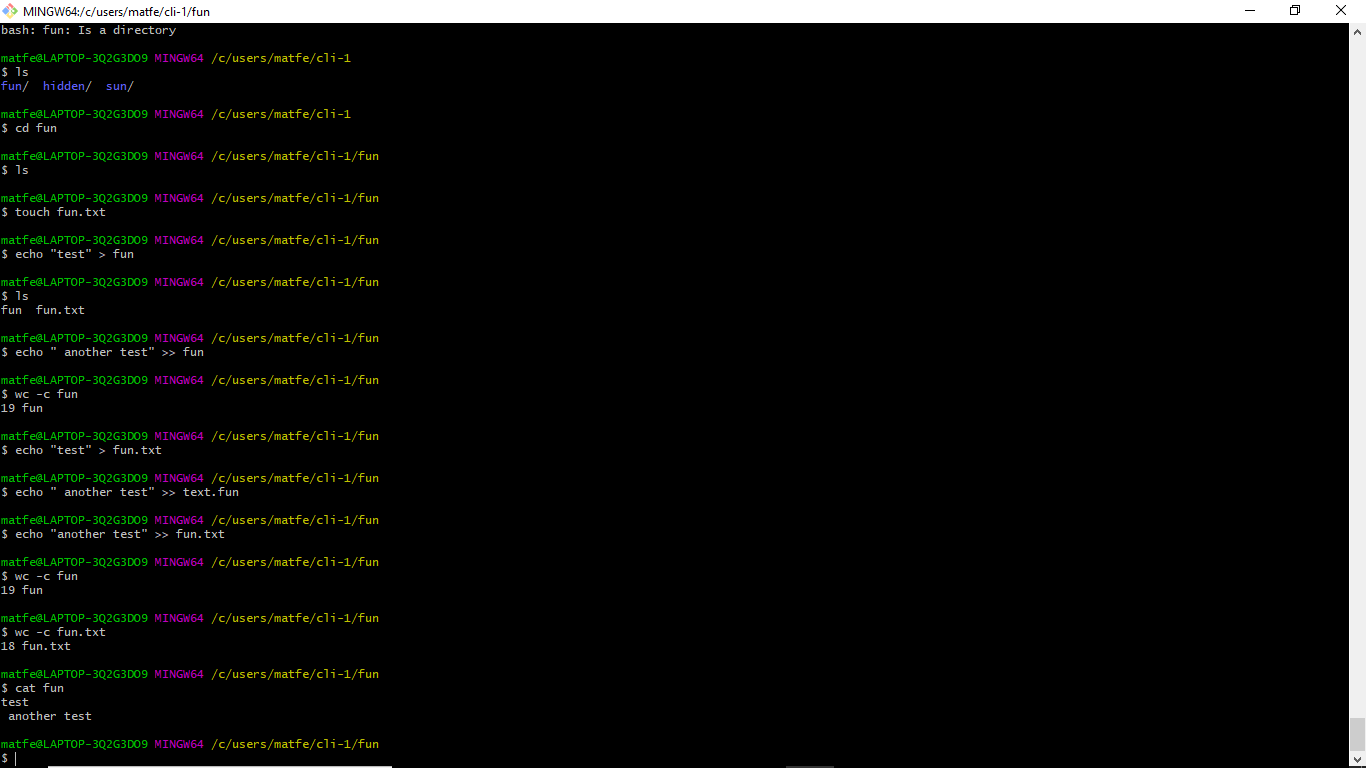 MINGW64:/c/users/matfe/cli-1/fun
bash: fun: Is a directory
matfe@LAPTOP-3Q2G3DO9 MINGW64 /c/users/matfe/cli-1
$ ls
fun/  hidden/  sun/
matfe@LAPTOP-3Q2G3DO9 MINGW64 /c/users/matfe/cli-1
$ cd fun
matfe@LAPTOP-3Q2G3DO9 MINGW64 /c/users/matfe/cli-1/fun
$ ls
matfe@LAPTOP-3Q2G3DO9 MINGW64 /c/users/matfe/cli-1/fun
$ touch fun.txt
matfe@LAPTOP-3Q2G3DO9 MINGW64 /c/users/matfe/cli-1/fun
$ echo "test" > fun
matfe@LAPTOP-3Q2G3DO9 MINGW64 /c/users/matfe/cli-1/fun
$ ls
fun  fun.txt
matfe@LAPTOP-3Q2G3DO9 MINGW64 /c/users/matfe/cli-1/fun
$ echo " another test" >> fun
matfe@LAPTOP-3Q2G3DO9 MINGW64 /c/users/matfe/cli-1/fun
$ wc -c fun
19 fun
matfe@LAPTOP-3Q2G3DO9 MINGW64 /c/users/matfe/cli-1/fun
$ echo "test" > fun.txt
matfe@LAPTOP-3Q2G3DO9 MINGW64 /c/users/matfe/cli-1/fun
$ echo " another test" >> text.fun
matfe@LAPTOP-3Q2G3DO9 MINGW64 /c/users/matfe/cli-1/fun
$ echo "another test" >> fun.txt
matfe@LAPTOP-3Q2G3DO9 MINGW64 /c/users/matfe/cli-1/fun
$ wc -c fun
19 fun
matfe@LAPTOP-3Q2G3DO9 MINGW64 /c/users/matfe/cli-1/fun
$ wc -c fun.txt
18 fun.txt
matfe@LAPTOP-3Q2G3DO9 MINGW64 /c/users/matfe/cli-1/fun
$ cat fun
test
 another test
matfe@LAPTOP-3Q2G3DO9 MINGW64 /c/users/matfe/cli-1/fun
$